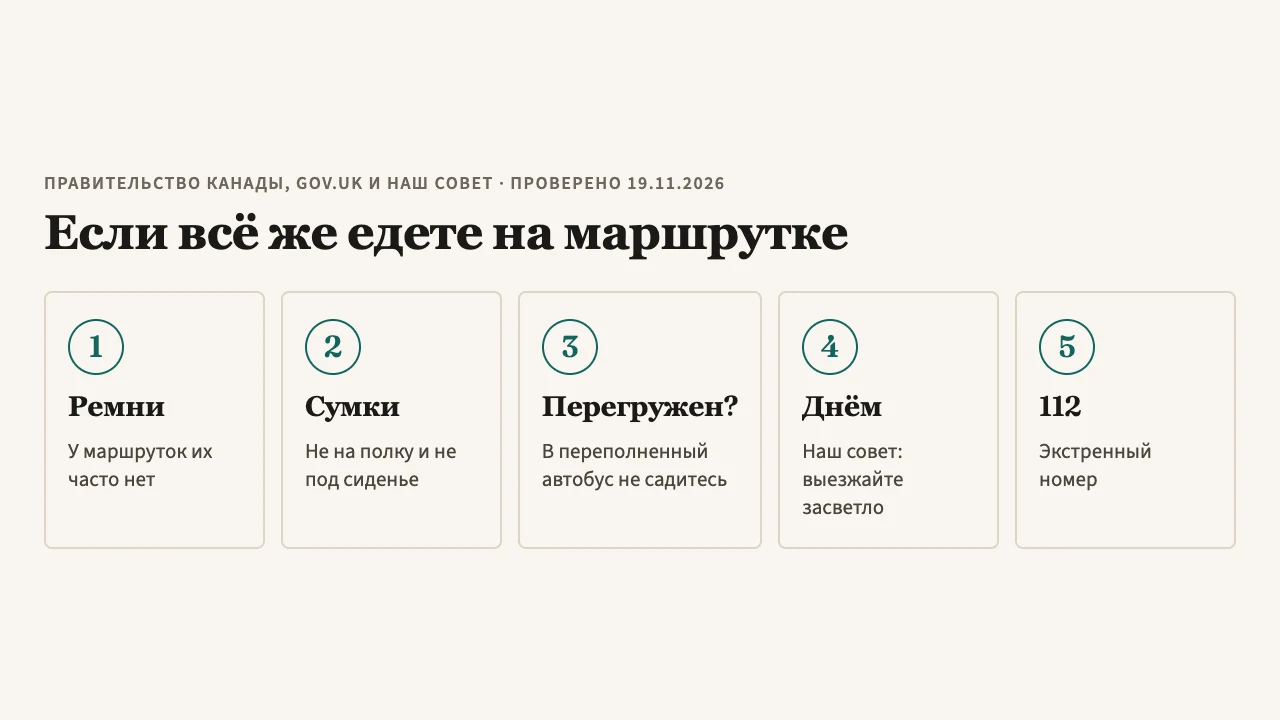 ПРАВИТЕЛЬСТВО КАНАДЫ, GOV.UK И НАШ СОВЕТ · ПРОВЕРЕНО 19.11.2026
Если всё же едете на маршрутке
1
Ремни
У маршруток их
часто нет
2
Сумки
Не на полку и не
под сиденье
3
Перегружен?
В переполненный
автобус не садитесь
4
Днём
Наш совет:
выезжайте
засветло
5
112
Экстренный
номер